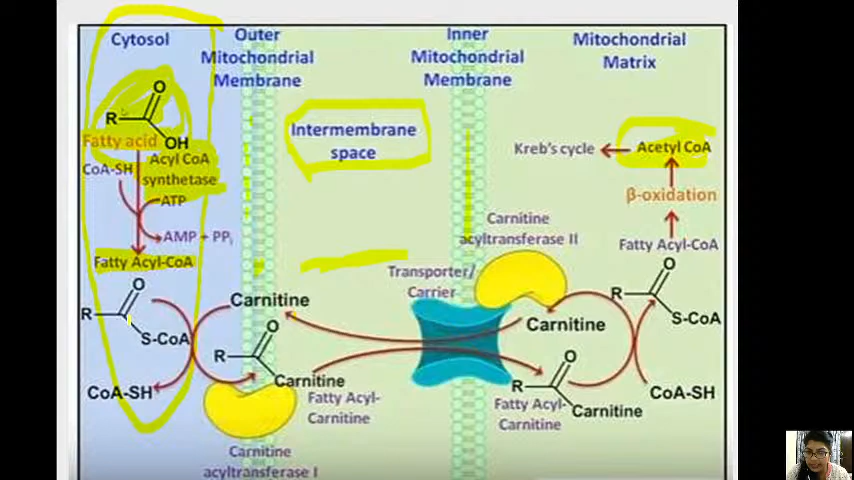 Cytosol
Outer
Mitochondrial
Membrane
Inner
Mitochondrial
Membrane
Mitochondrial
Matrix
O
R
OH
Fatty acid
Acyl CoA
synthetase
CoA-SH
ATP
AMP + PPi
Fatty Acyl-CoA
O
R
S-CoA
CoA-SH
Intermembrane
space
Carnitine
O
R
Carnitine
Fatty Acyl-
Carnitine
Carnitine
acyltransferase I
Transporter/
Carrier
Carnitine
acyltransferase II
Carnitine
O
R
Carnitine
Fatty Acyl-
Carnitine
Kreb's cycle
Acetyl CoA
β-oxidation
Fatty Acyl-CoA
O
R
S-CoA
CoA-SH